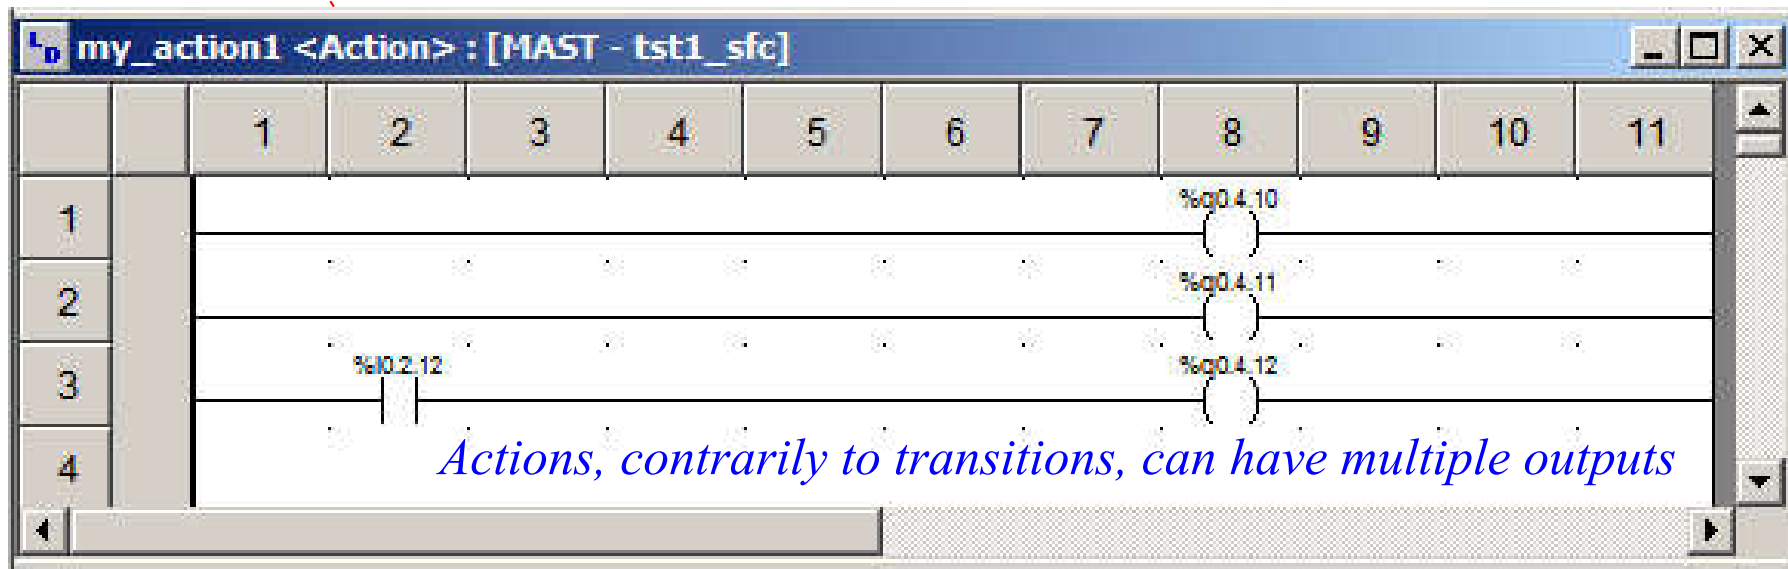 LD my_action1 <Action> : [MAST - tst1_sfc]
1 2 3 4 5 6 7 8 9 10 11
1
%q0.4.10
2
%q0.4.11
3
%i0.2.12 %q0.4.12
4
Actions, contrarily to transitions, can have multiple outputs